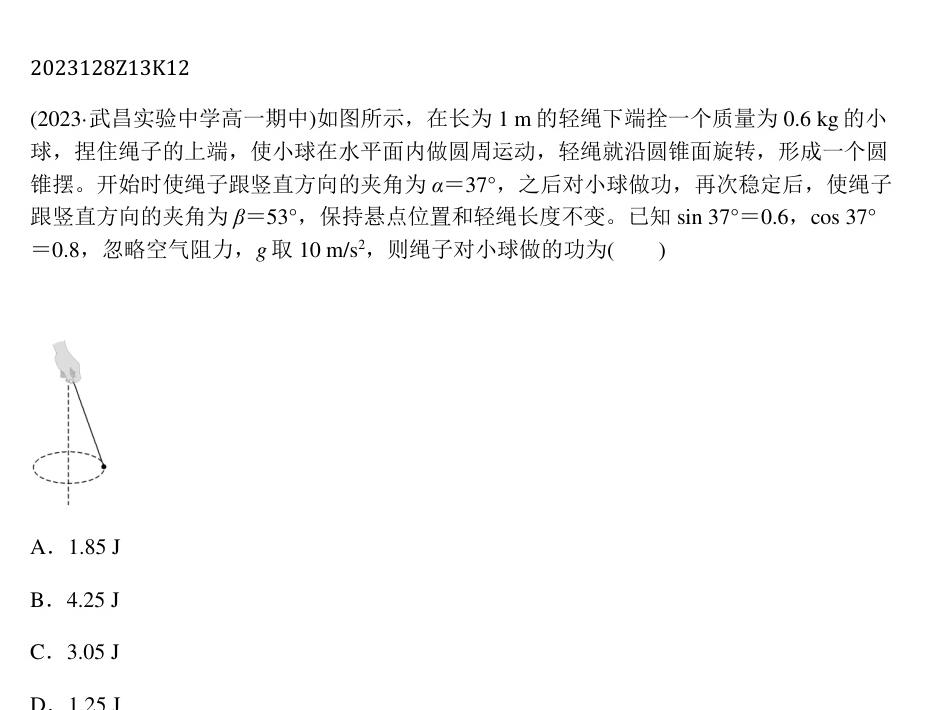 2023128Z13K12
(2023·武昌实验中学高一期中)如图所示，在长为 1 m 的轻绳下端拴一个质量为 0.6 kg 的小
球，捏住绳子的上端，使小球在水平面内做圆周运动，轻绳就沿圆锥面旋转，形成一个圆
锥摆。开始时使绳子跟竖直方向的夹角为 α＝37°，之后对小球做功，再次稳定后，使绳子
跟竖直方向的夹角为 β＝53°，保持悬点位置和轻绳长度不变。已知 sin 37°＝0.6，cos 37°
＝0.8，忽略空气阻力，g 取 10 m/s²，则绳子对小球做的功为(　　)
A．1.85 J
B．4.25 J
C．3.05 J
D．1.25 J